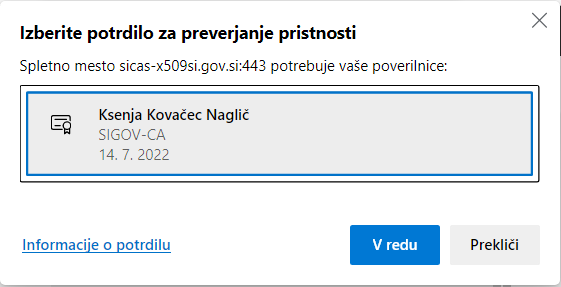 Izberite potrdilo za preverjanje pristnosti
Spletno mesto sicas-x509si.gov.si:443 potrebuje vaše poverilnice:
Ksenja Kovačec Naglič
SIGOV-CA
14. 7. 2022
Informacije o potrdilu
V redu
Prekliči